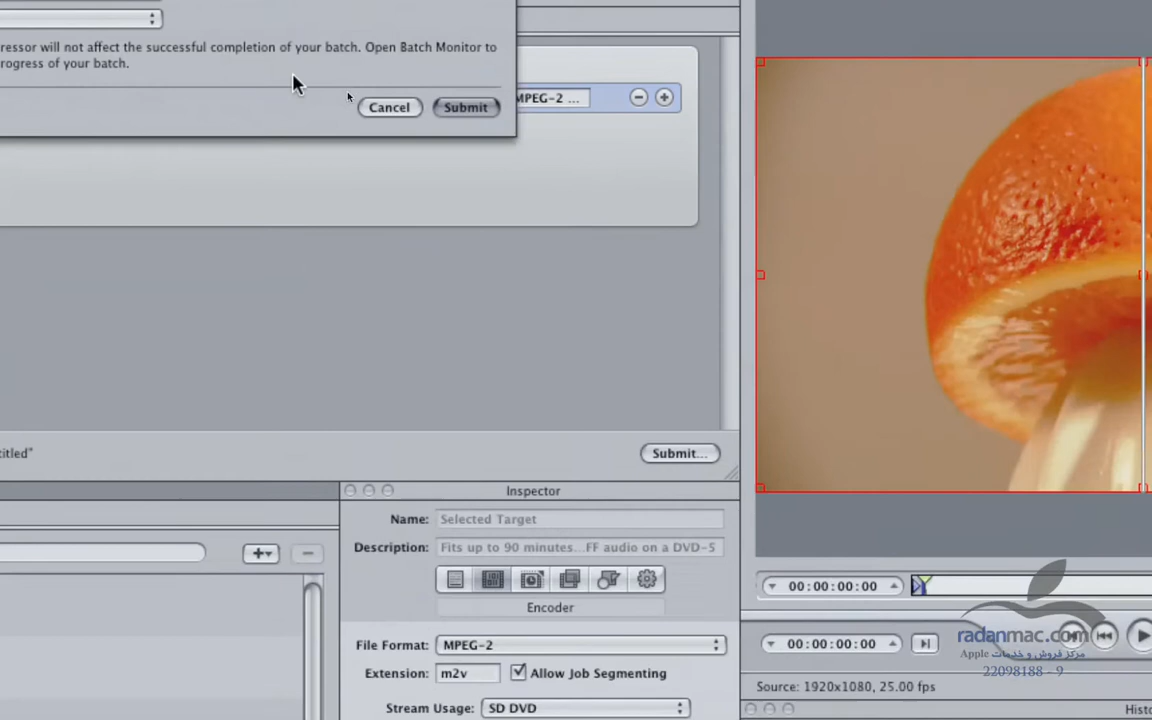 ressor will not affect the successful completion of your batch. Open Batch Monitor to
rogress of your batch.
Cancel
Submit
MPEG-2 ...
itled"
Submit...
Inspector
Name: Selected Target
Description: Fits up to 90 minutes...FF audio on a DVD-5
Encoder
File Format: MPEG-2
Extension: m2v
Allow Job Segmenting
Stream Usage: SD DVD
00:00:00:00
00:00:00:00
Source: 1920x1080, 25.00 fps
Histo
radanmac.com
مرکز فروش و خدمات Apple
22098188 - 9